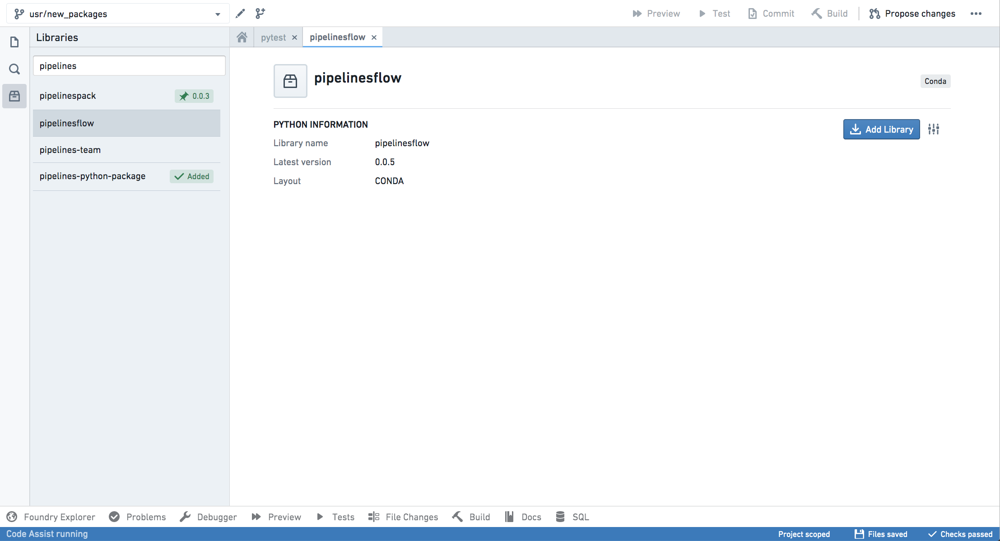 usr/new_packages
Preview
Test
Commit
Build
Propose changes
Libraries
pytest
pipelinesflow
pipelines
pipelinespack
0.0.3
pipelinesflow
pipelines-team
pipelines-python-package
Added
pipelinesflow
Conda
PYTHON INFORMATION
Add Library
Library name pipelinesflow
Latest version 0.0.5
Layout CONDA
Foundry Explorer
Problems
Debugger
Preview
Tests
File Changes
Build
Docs
SQL
Code Assist running
Project scoped
Files saved
Checks passed